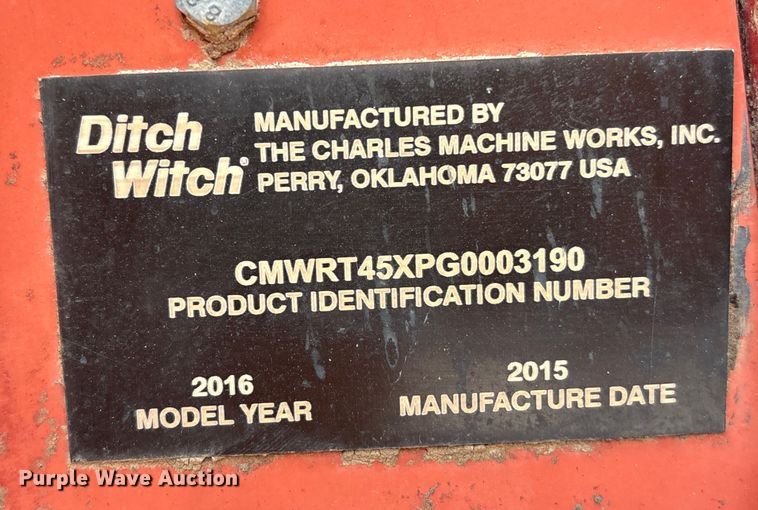 Ditch
Witch®
MANUFACTURED BY
THE CHARLES MACHINE WORKS, INC.
PERRY, OKLAHOMA 73077 USA
CMWRT45XPG0003190
PRODUCT IDENTIFICATION NUMBER
2016
MODEL YEAR
2015
MANUFACTURE DATE
Purple Wave Auction